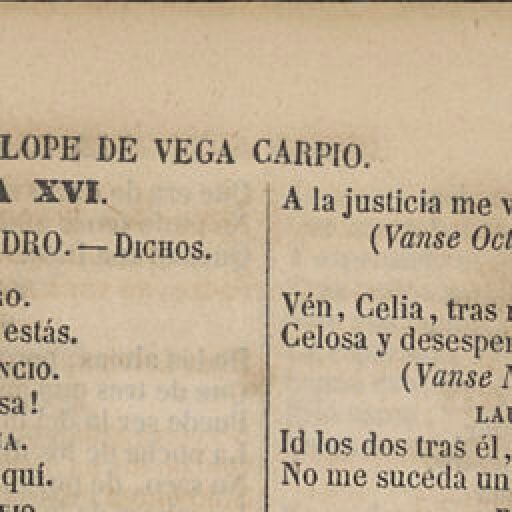 LOPE DE VEGA CARPIO.
XVI.
DRO. — DICHOS.
RO.
estás.
NCIO.
sa!
A.
quí.
A la justicia me
(Vanse Oct
Vén, Celia, tras
Celosa y desesper
(Vanse
LAU
Id los dos tras él,
No me suceda un